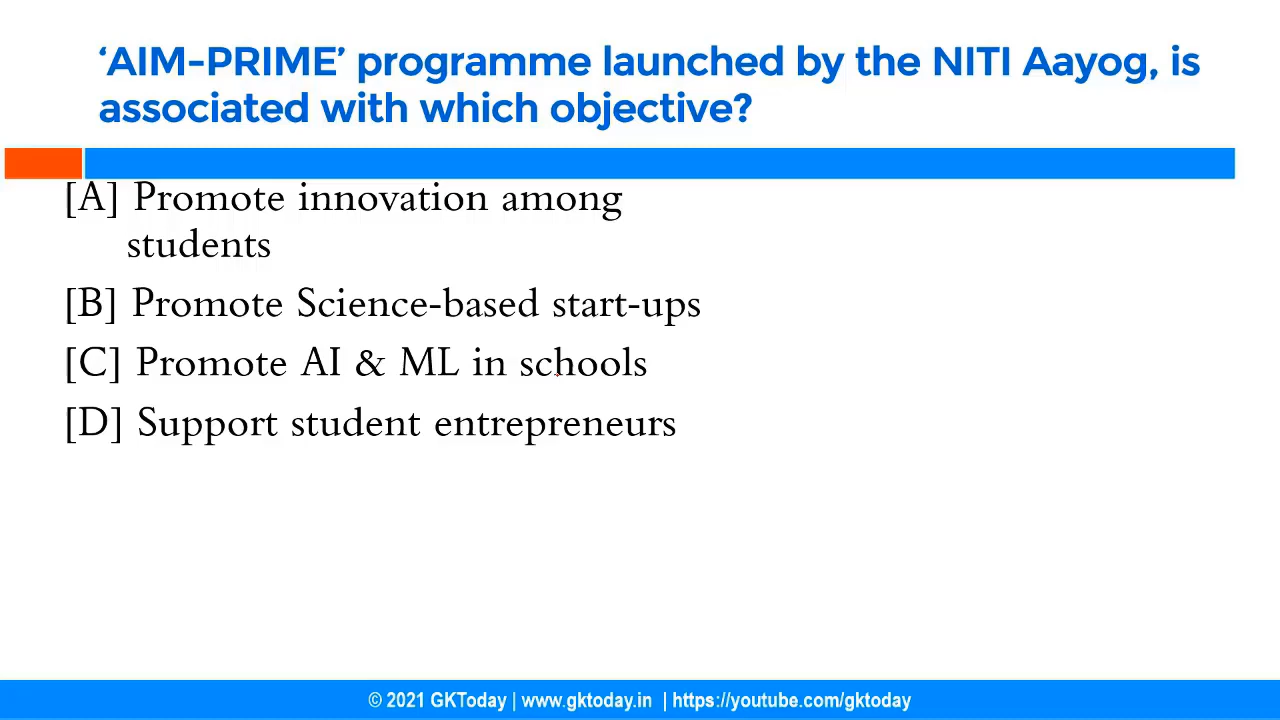 ‘AIM-PRIME’ programme launched by the NITI Aayog, is
associated with which objective?
[A] Promote innovation among
students
[B] Promote Science-based start-ups
[C] Promote AI & ML in schools
[D] Support student entrepreneurs
© 2021 GKToday | www.gktoday.in | https://youtube.com/gktoday